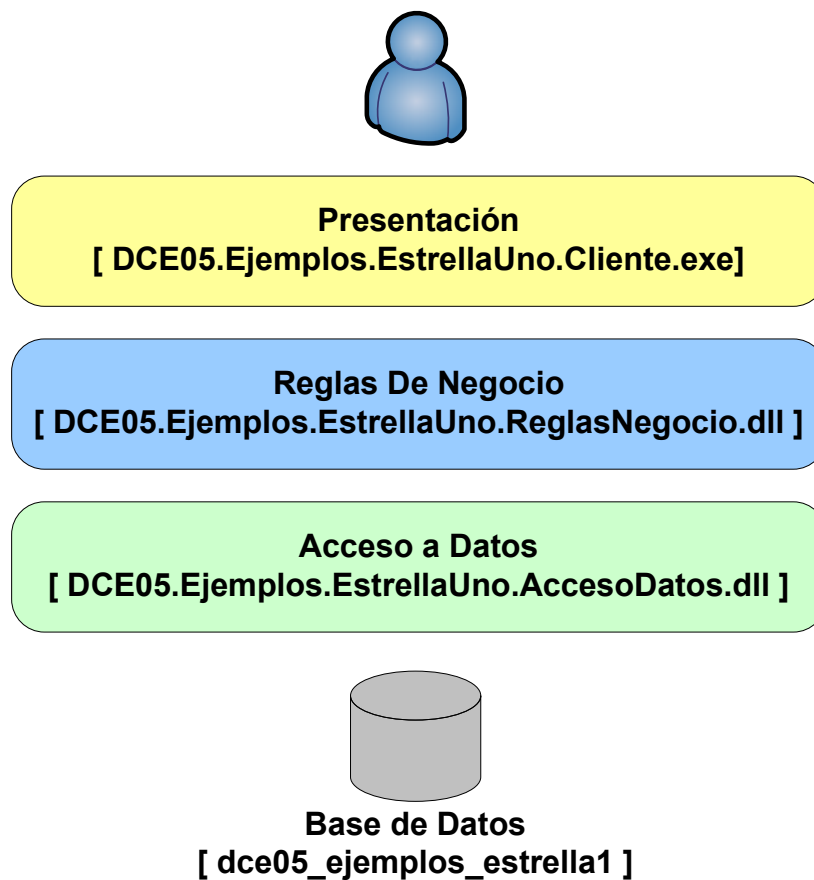 Presentación
[ DCE05.Ejemplos.EstrellaUno.Cliente.exe]
Reglas De Negocio
[ DCE05.Ejemplos.EstrellaUno.ReglasNegocio.dll ]
Acceso a Datos
[ DCE05.Ejemplos.EstrellaUno.AccesoDatos.dll ]
Base de Datos
[ dce05_ejemplos_estrella1 ]